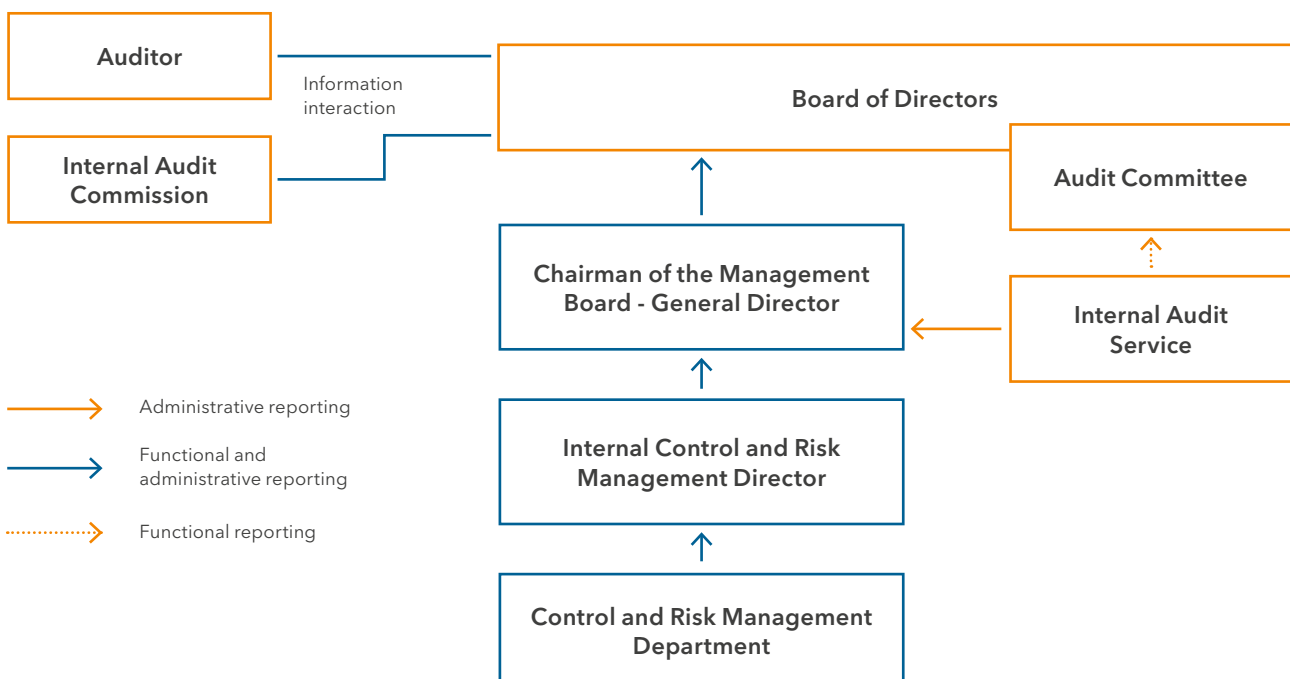 Auditor
Information
interaction
Board of Directors
Internal Audit
Commission
Audit Committee
Chairman of the Management
Board - General Director
Internal Audit
Service
Administrative reporting
Functional and
administrative reporting
Functional reporting
Internal Control and Risk
Management Director
Control and Risk Management
Department